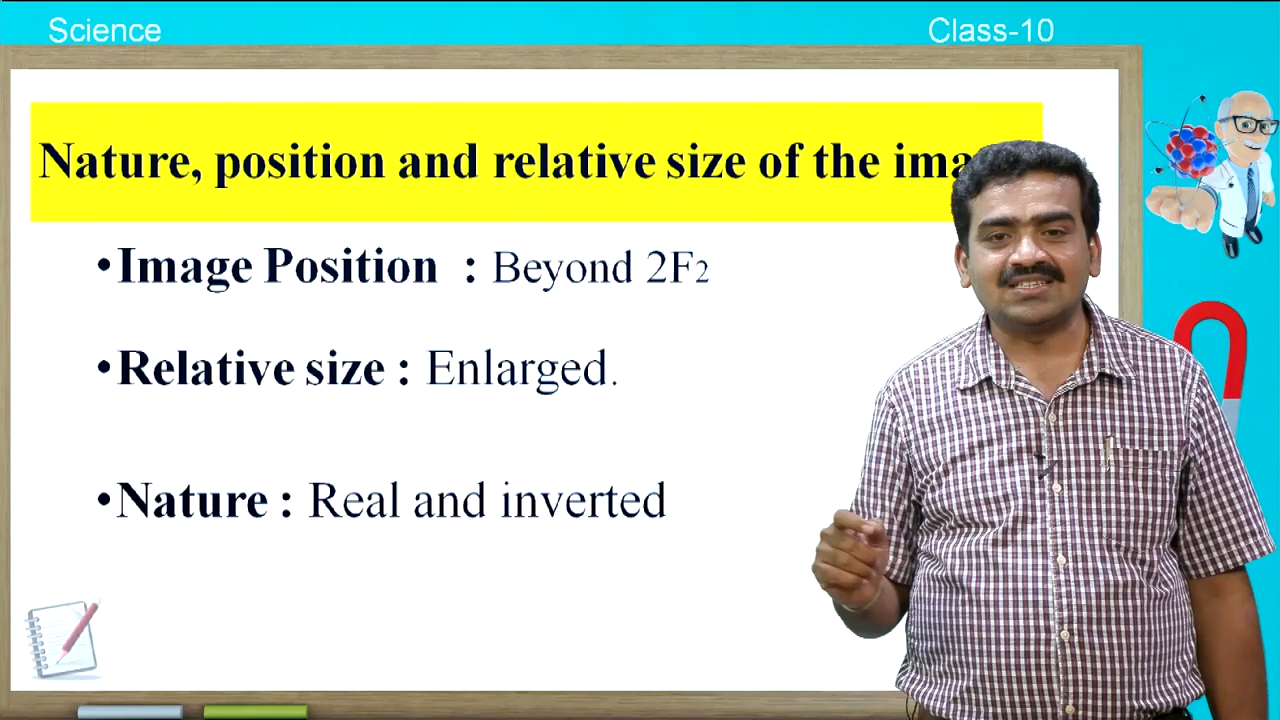 Science
Class-10
Nature, position and relative size of the
•Image Position : Beyond 2F2
•Relative size : Enlarged.
•Nature : Real and inverted